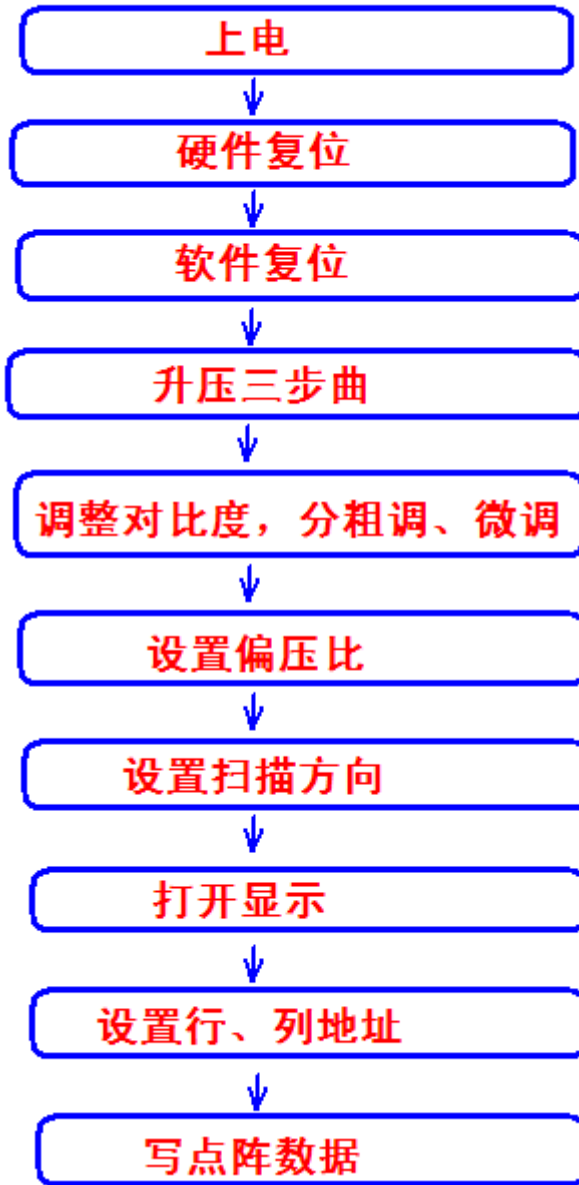 上电
硬件复位
软件复位
升压三步曲
调整对比度，分粗调、微调
设置偏压比
设置扫描方向
打开显示
设置行、列地址
写点阵数据